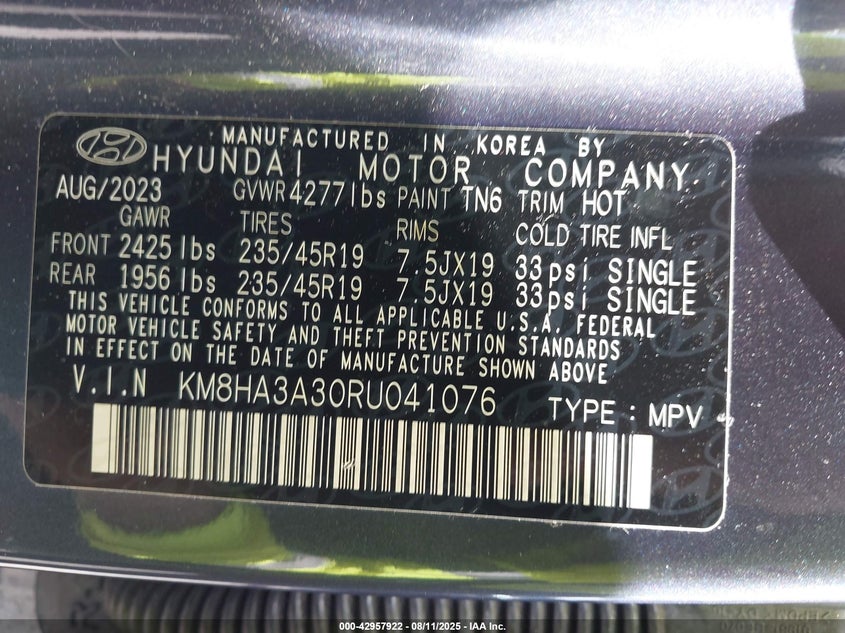 MANUFACTURED IN KOREA BY
HYUNDAI MOTOR COMPANY
AUG/2023 GVWR 4277 lbs PAINT TN6 TRIM HOT
GAWR TIRES RIMS COLD TIRE INFL
FRONT 2425 lbs 235/45R19 7.5JX19 33psi SINGLE
REAR 1956 lbs 235/45R19 7.5JX19 33psi SINGLE
THIS VEHICLE CONFORMS TO ALL APPLICABLE U.S.A. FEDERAL
MOTOR VEHICLE SAFETY AND THEFT PREVENTION STANDARDS
IN EFFECT ON THE DATE OF MANUFACTURE SHOWN ABOVE
V.I.N KM8HA3A30RU041076 TYPE : MPV
000-42957922 - 08/11/2025 - IAA Inc.